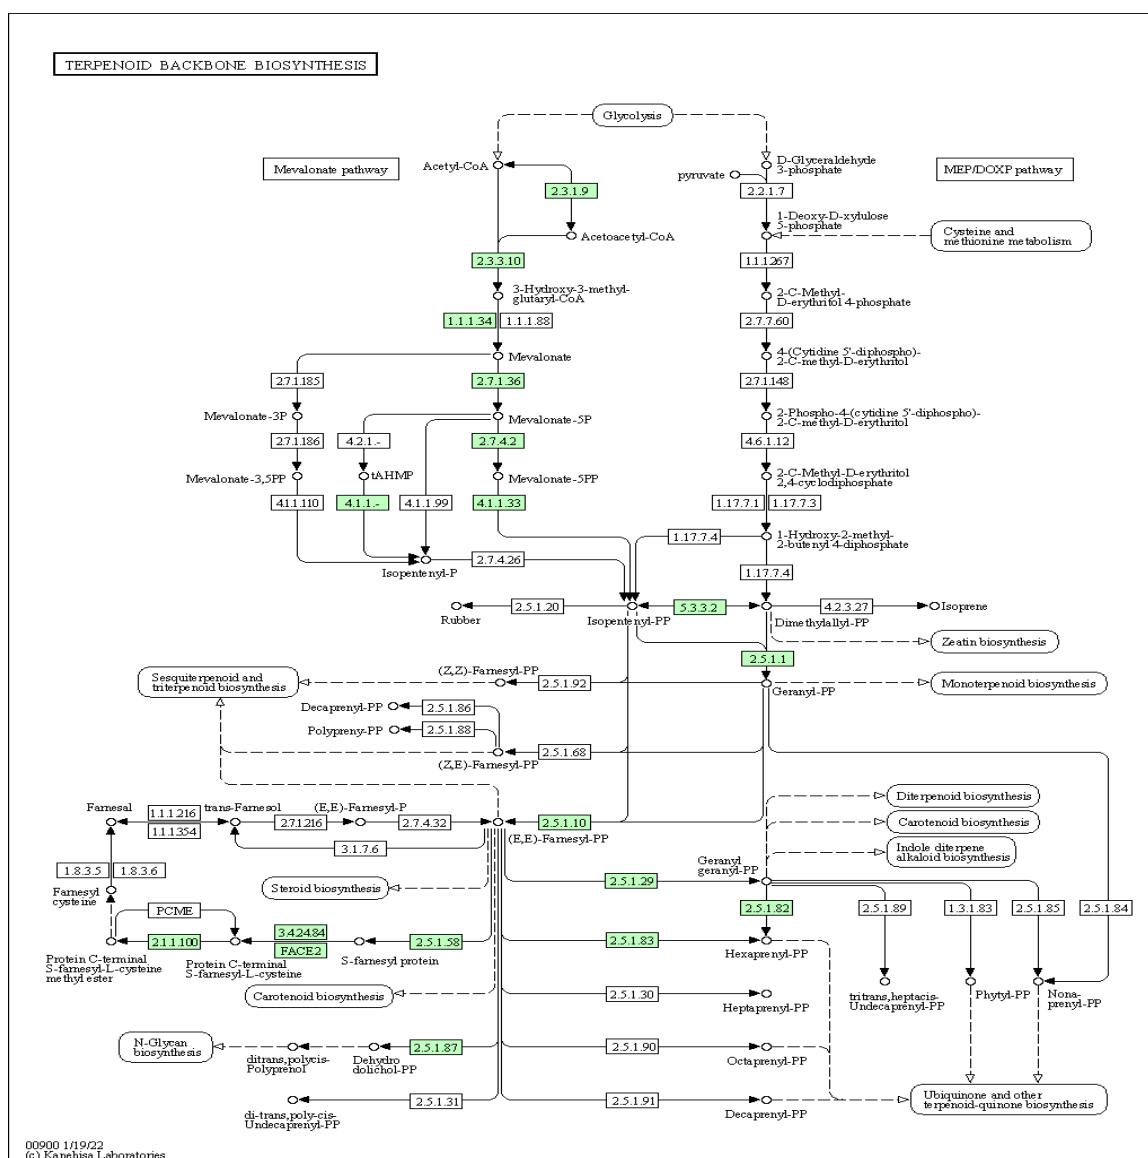 TERPENOID BACKBONE BIOSYNTHESIS
Glycolysis
Mevalonate pathway
Acetyl-CoA
D-Glyceraldehyde
3-phosphate
MEP/DOXP pathway
pyruvate
2.3.1.9
2.2.1.7
1-Deoxy-D-xylulose
5-phosphate
Acetoacetyl-CoA
Cysteine and
methionine metabolism
2.3.3.10
1.1.1.267
3-Hydroxy-3-methyl-
glutaryl-CoA
2-C-Methyl-
D-erythritol 4-phosphate
1.1.1.34
1.1.1.88
2.7.7.60
Mevalonate
4-(Cytidine 5'-diphospho)-
2-C-methyl-D-erythritol
2.7.1.185
2.7.1.36
2.7.1.148
Mevalonate-3P
Mevalonate-5P
2-Phospho-4-(cytidine 5'-diphospho)-
2-C-methyl-D-erythritol
2.7.1.186
4.2.1.-
2.7.4.2
4.6.1.12
Mevalonate-3,5PP
tAHMP
Mevalonate-5PP
2-C-Methyl-D-erythritol
2,4-cyclodiphosphate
4.1.1.110
4.1.1.-
4.1.1.99
4.1.1.33
1.17.7.1
1.17.7.3
1.17.7.4
1-Hydroxy-2-methyl-
2-butenyl 4-diphosphate
Isopentenyl-P
2.7.4.26
1.17.7.4
Rubber
2.5.1.20
Isopentenyl-PP
5.3.3.2
Dimethylallyl-PP
4.2.3.27
Isoprene
Zeatin biosynthesis
2.5.1.1
Sesquiterpenoid and
triterpenoid biosynthesis
(Z,Z)-Farnesyl-PP
2.5.1.92
Geranyl-PP
Monoterpenoid biosynthesis
Decaprenyl-PP
2.5.1.86
Polypreny-PP
2.5.1.88
(Z,E)-Farnesyl-PP
2.5.1.68
Diterpenoid biosynthesis
Farnesal
1.1.1.216
1.1.1.354
trans-Farnesol
2.7.1.216
(E,E)-Farnesyl-P
2.7.4.32
(E,E)-Farnesyl-PP
2.5.1.10
Carotenoid biosynthesis
3.1.7.6
Indole diterpene
alkaloid biosynthesis
1.8.3.5
1.8.3.6
Geranyl
geranyl-PP
Farnesyl
cysteine
Steroid biosynthesis
2.5.1.29
PCME
2.5.1.82
2.5.1.89
1.3.1.83
2.5.1.85
2.5.1.84
2.1.1.100
3.4.24.84
FACE2
2.5.1.58
2.5.1.83
Protein C-terminal
S-farnesyl-L-cysteine
methyl ester
Protein C-terminal
S-farnesyl-L-cysteine
S-farnesyl protein
Hexaprenyl-PP
Carotenoid biosynthesis
2.5.1.30
Heptaprenyl-PP
tritrans,heptacis-
Undecaprenyl-PP
Phytyl-PP
Nona-
prenyl-PP
N-Glycan
biosynthesis
ditrans,polycis-
Polyprenol
Dehydro
dolichol-PP
2.5.1.87
2.5.1.90
Octaprenyl-PP
di-trans,poly-cis-
Undecaprenyl-PP
2.5.1.31
2.5.1.91
Decaprenyl-PP
Ubiquinone and other
terpenoid-quinone biosynthesis
00900 1/19/22
(c) Kanehisa Laboratories